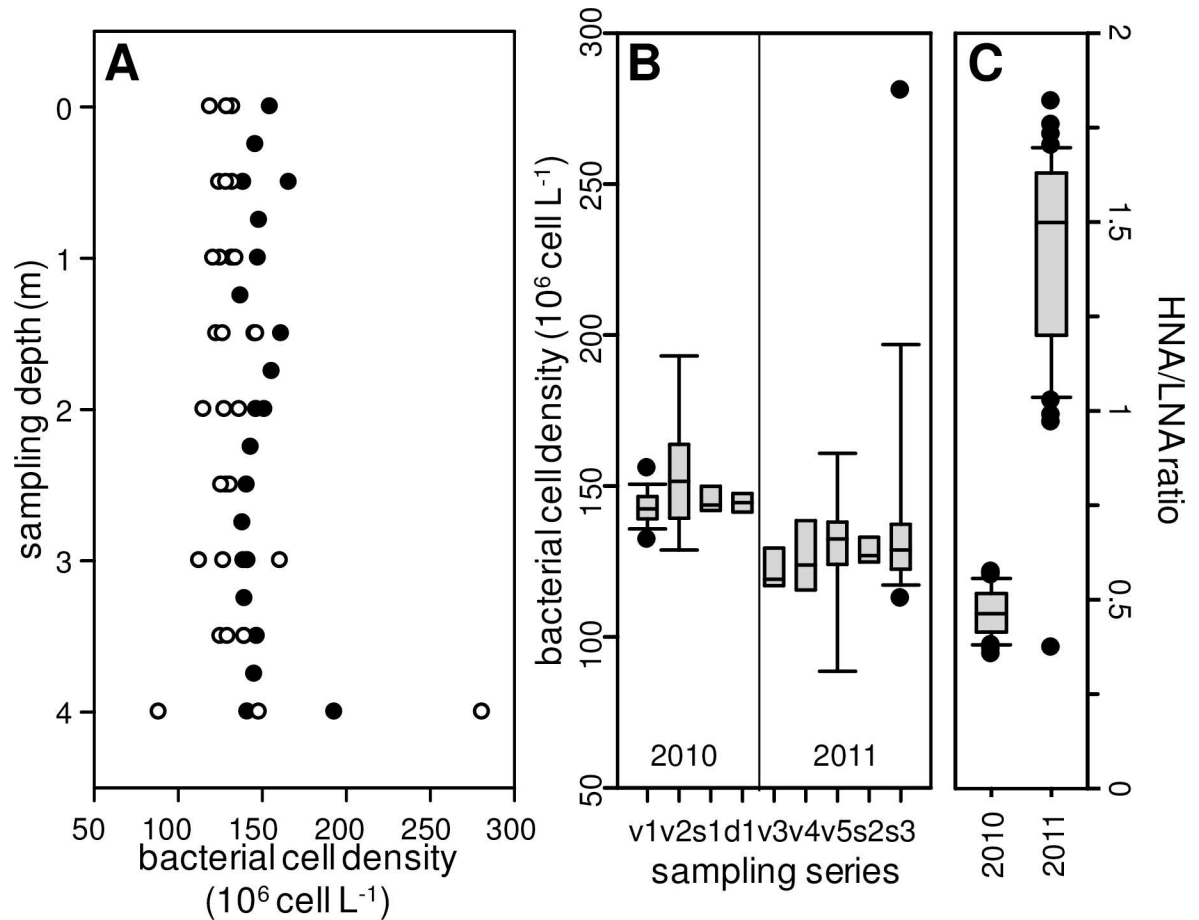 A
0
1
2
3
4
sampling depth (m)
50 100 150 200 250 300
bacterial cell density
(10⁶ cell L⁻¹)
B
300
250
200
150
100
50
bacterial cell density (10⁶ cell L⁻¹)
2010 2011
v1v2s1d1v3v4v5s2s3
sampling series
C
2
1.5
1
0.5
0
HNA/LNA ratio
2010 2011